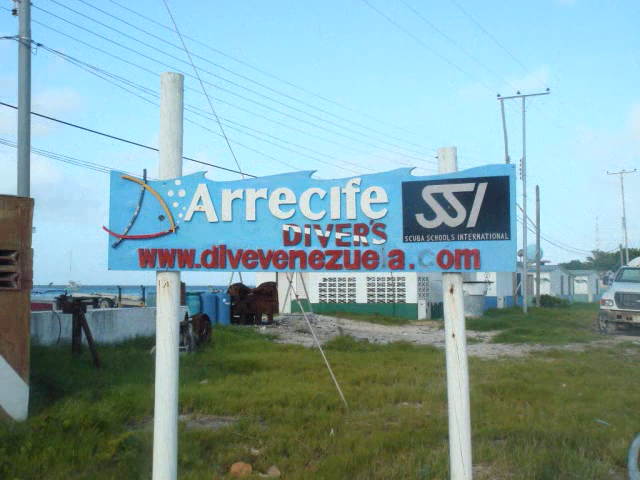 Arrecife
DIVER'S
www.divevenezuela.com
SSI
SCUBA SCHOOLS INTERNATIONAL